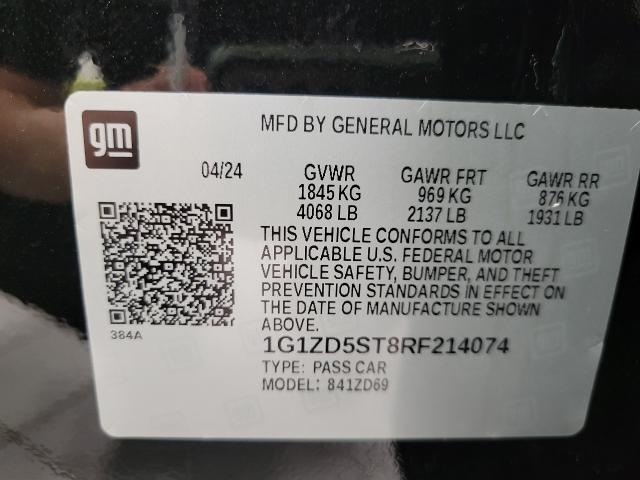 gm
MFD BY GENERAL MOTORS LLC
04/24
GVWR
1845 KG
4068 LB
GAWR FRT
969 KG
2137 LB
GAWR RR
876 KG
1931 LB
THIS VEHICLE CONFORMS TO ALL
APPLICABLE U.S. FEDERAL MOTOR
VEHICLE SAFETY, BUMPER, AND THEFT
PREVENTION STANDARDS IN EFFECT ON
THE DATE OF MANUFACTURE SHOWN
ABOVE.
384A
1G1ZD5ST8RF214074
TYPE: PASS CAR
MODEL: 841ZD69